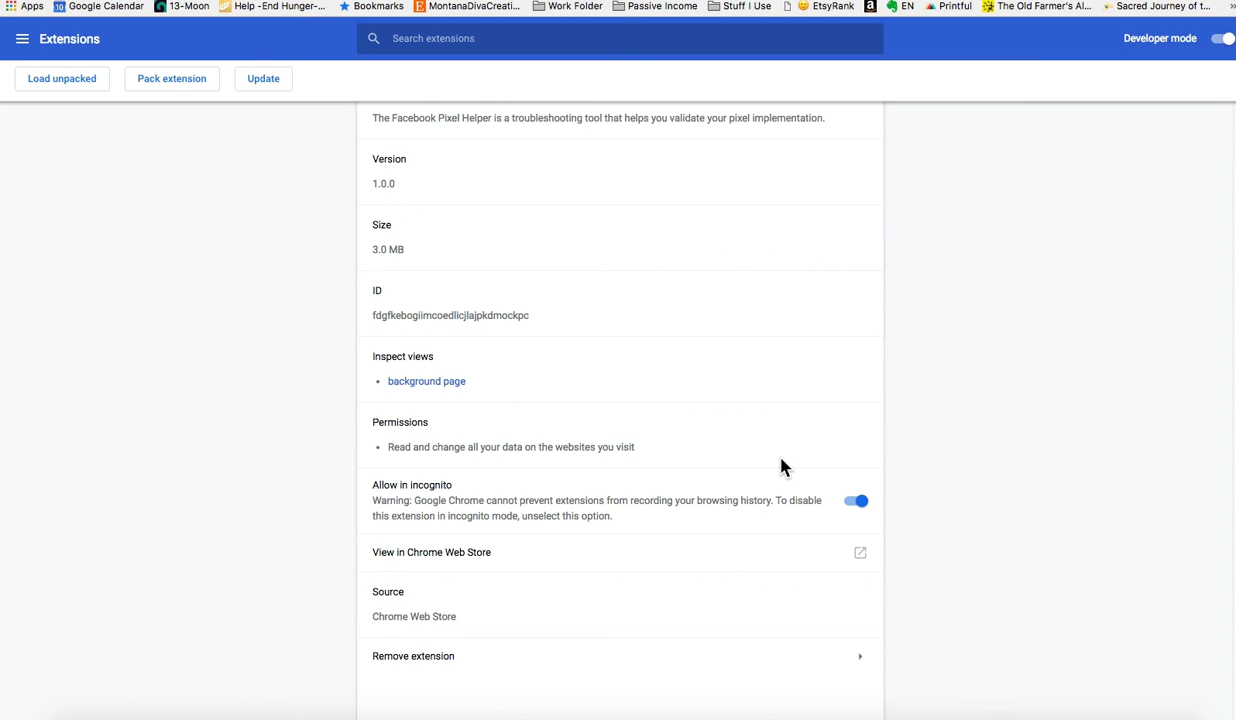 Apps Google Calendar 13-Moon Help -End Hunger-... Bookmarks MontanaDivaCreati... Work Folder Passive Income Stuff I Use EtsyRank EN Printful The Old Farmer's Al... Sacred Journey of t... »
Extensions Search extensions Developer mode
Load unpacked Pack extension Update
The Facebook Pixel Helper is a troubleshooting tool that helps you validate your pixel implementation.
Version
1.0.0
Size
3.0 MB
ID
fdgfkebogiimcoedlicjlajpkdmockpc
Inspect views
• background page
Permissions
• Read and change all your data on the websites you visit
Allow in incognito
Warning: Google Chrome cannot prevent extensions from recording your browsing history. To disable
this extension in incognito mode, unselect this option.
View in Chrome Web Store
Source
Chrome Web Store
Remove extension